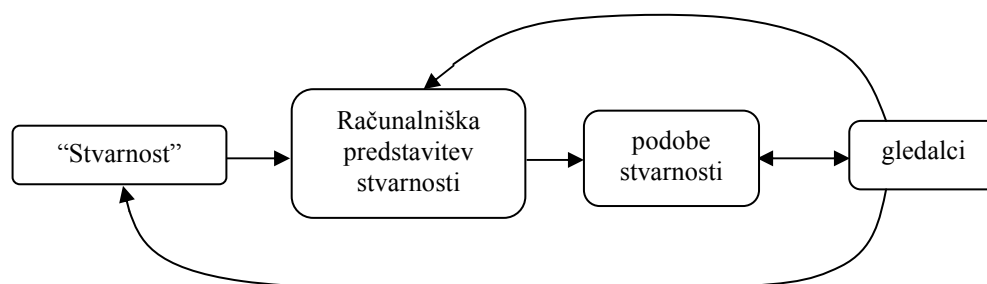 “Stvarnost”
Računalniška
predstavitev
stvarnosti
podobe
stvarnosti
gledalci